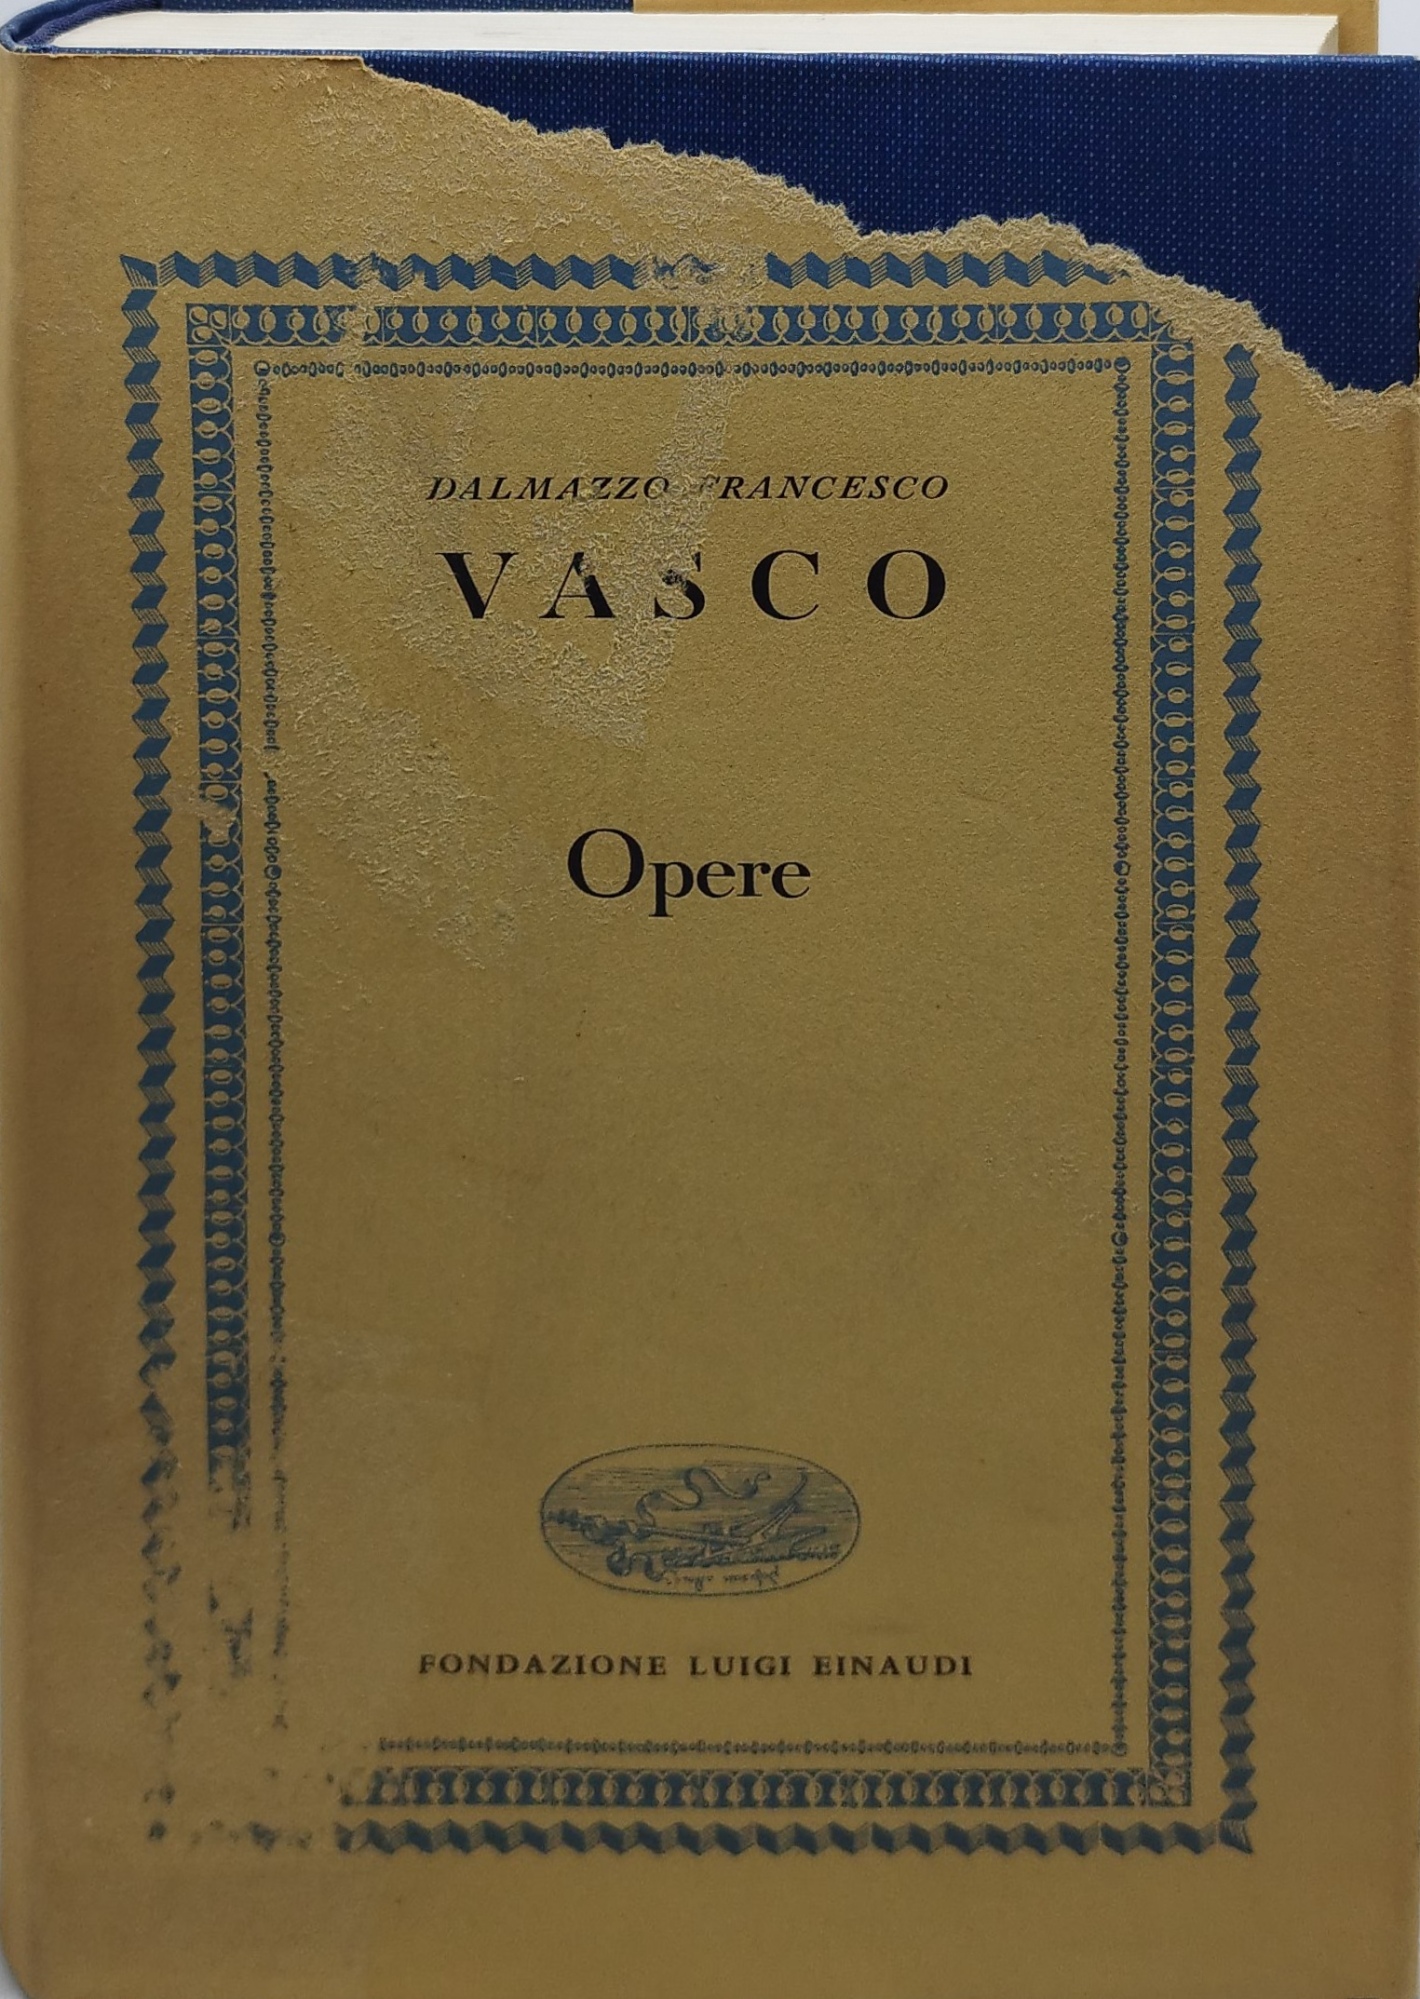 DALMAZZO FRANCESCO
VASCO
Opere
FONDAZIONE LUIGI EINAUDI